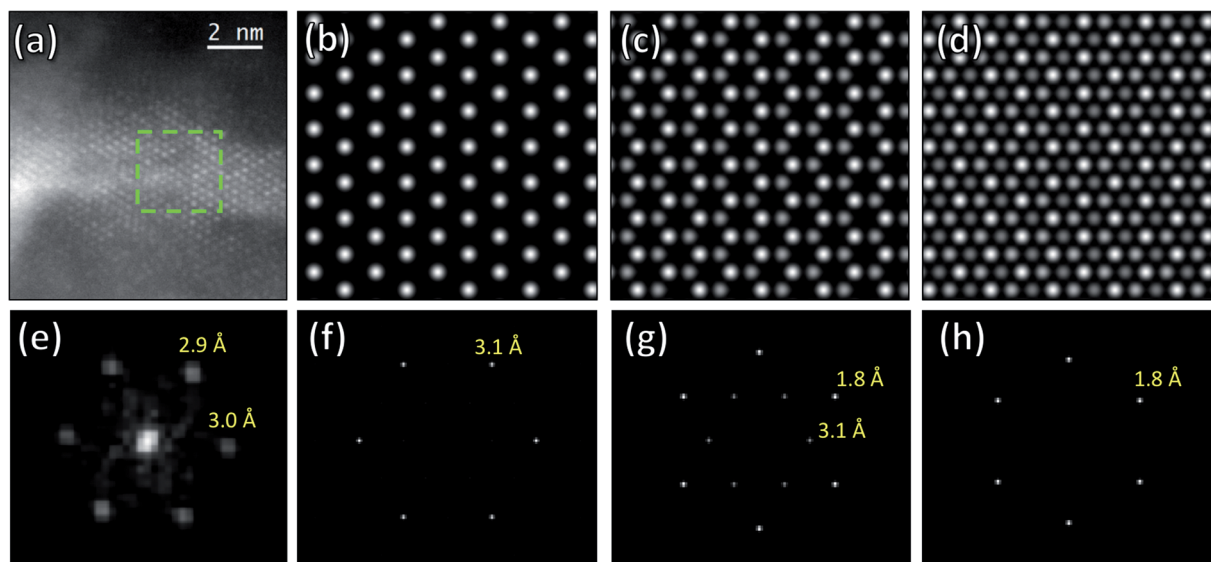 (a)
2 nm
(b)
(c)
(d)
(e)
2.9 Å
3.0 Å
(f)
3.1 Å
(g)
1.8 Å
3.1 Å
(h)
1.8 Å